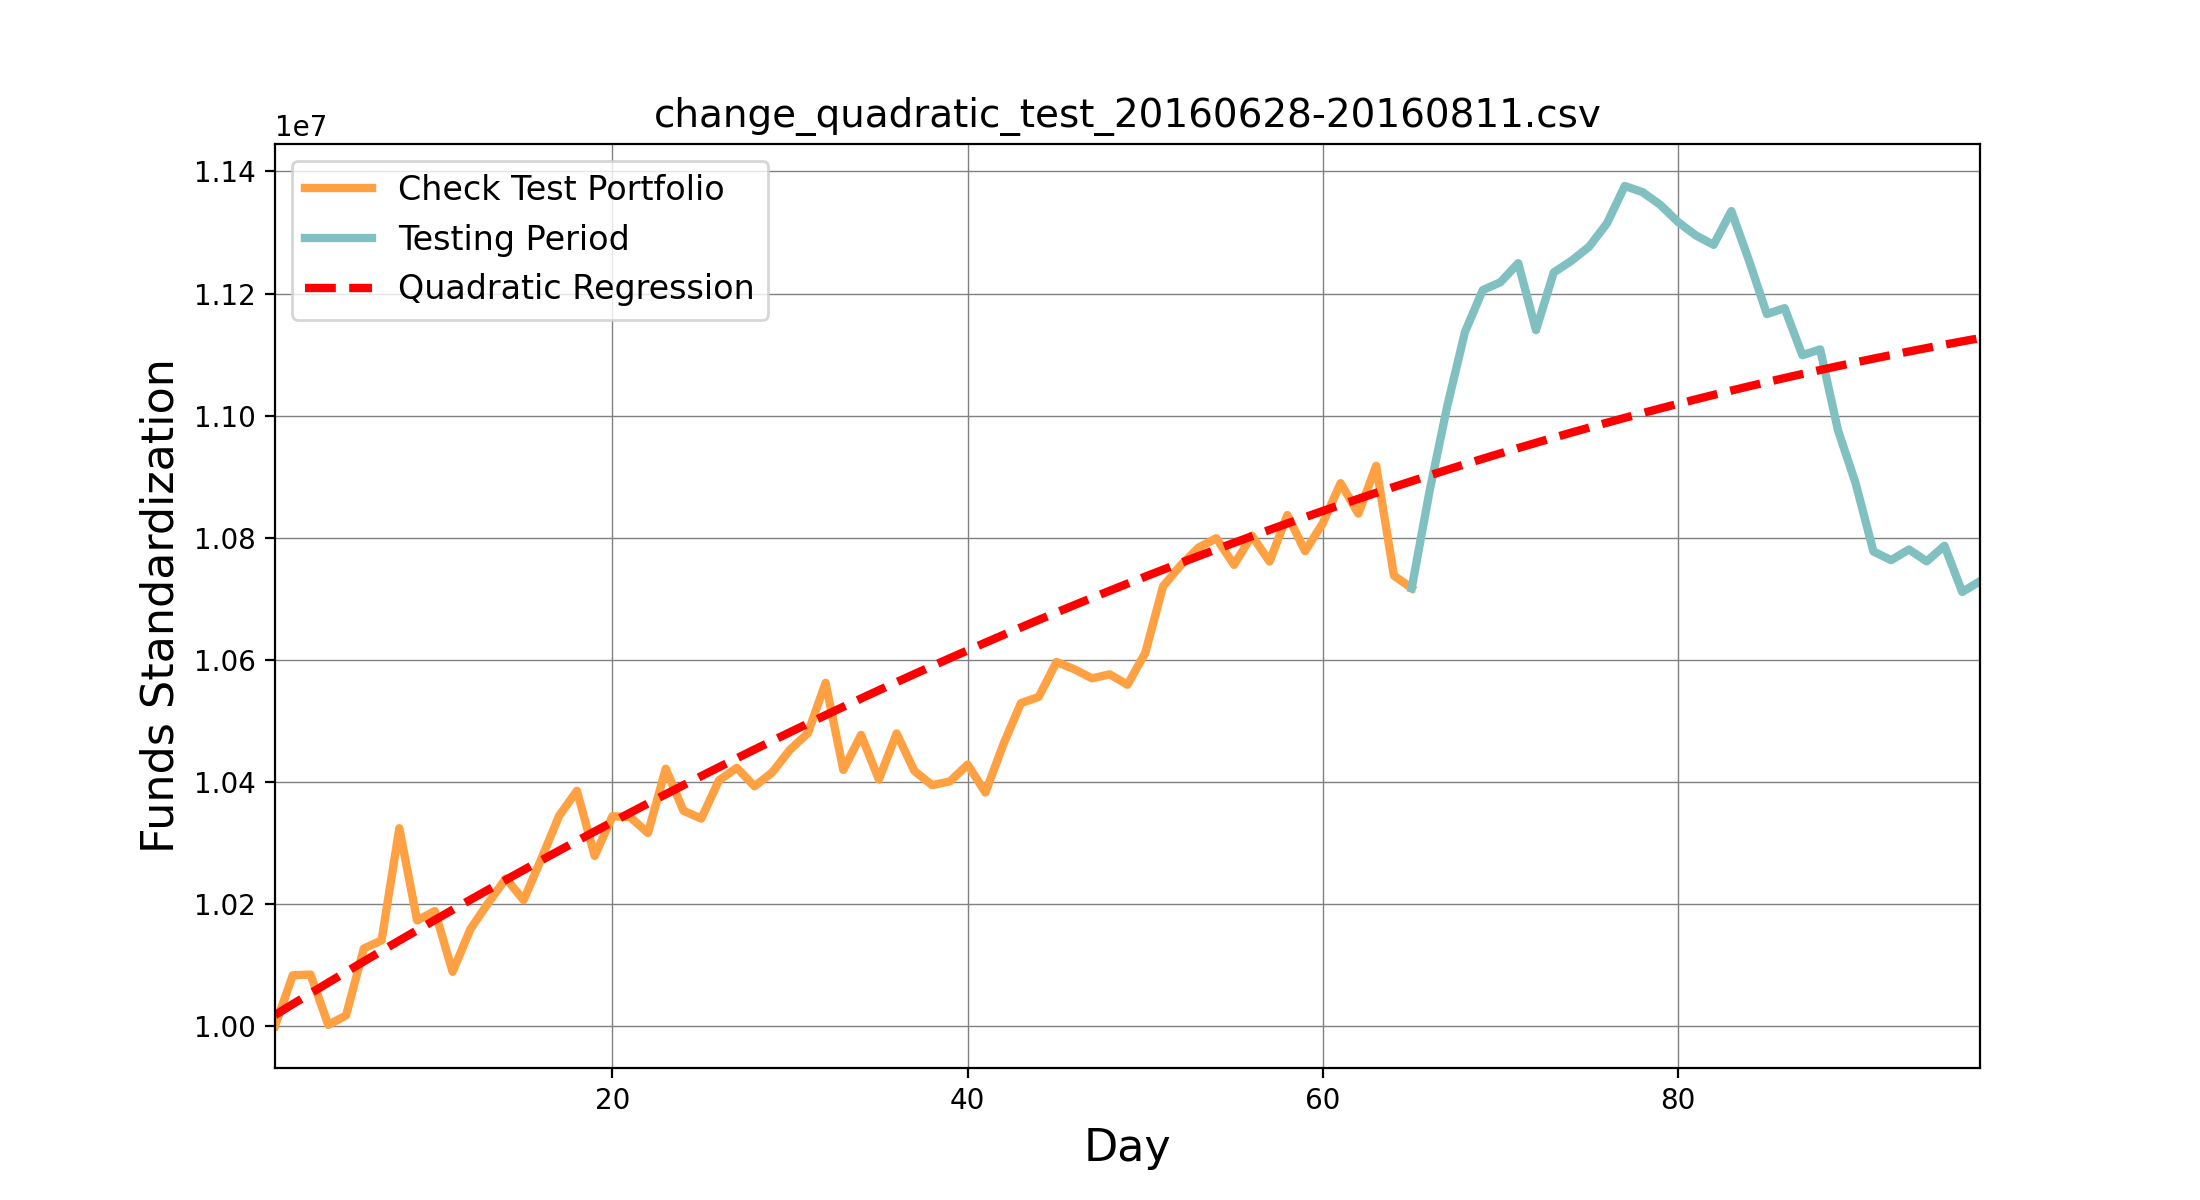 change_quadratic_test_20160628-20160811.csv
1e7
Check Test Portfolio
Testing Period
Quadratic Regression
Funds Standardization
1.14
1.12
1.10
1.08
1.06
1.04
1.02
1.00
20 40 60 80
Day